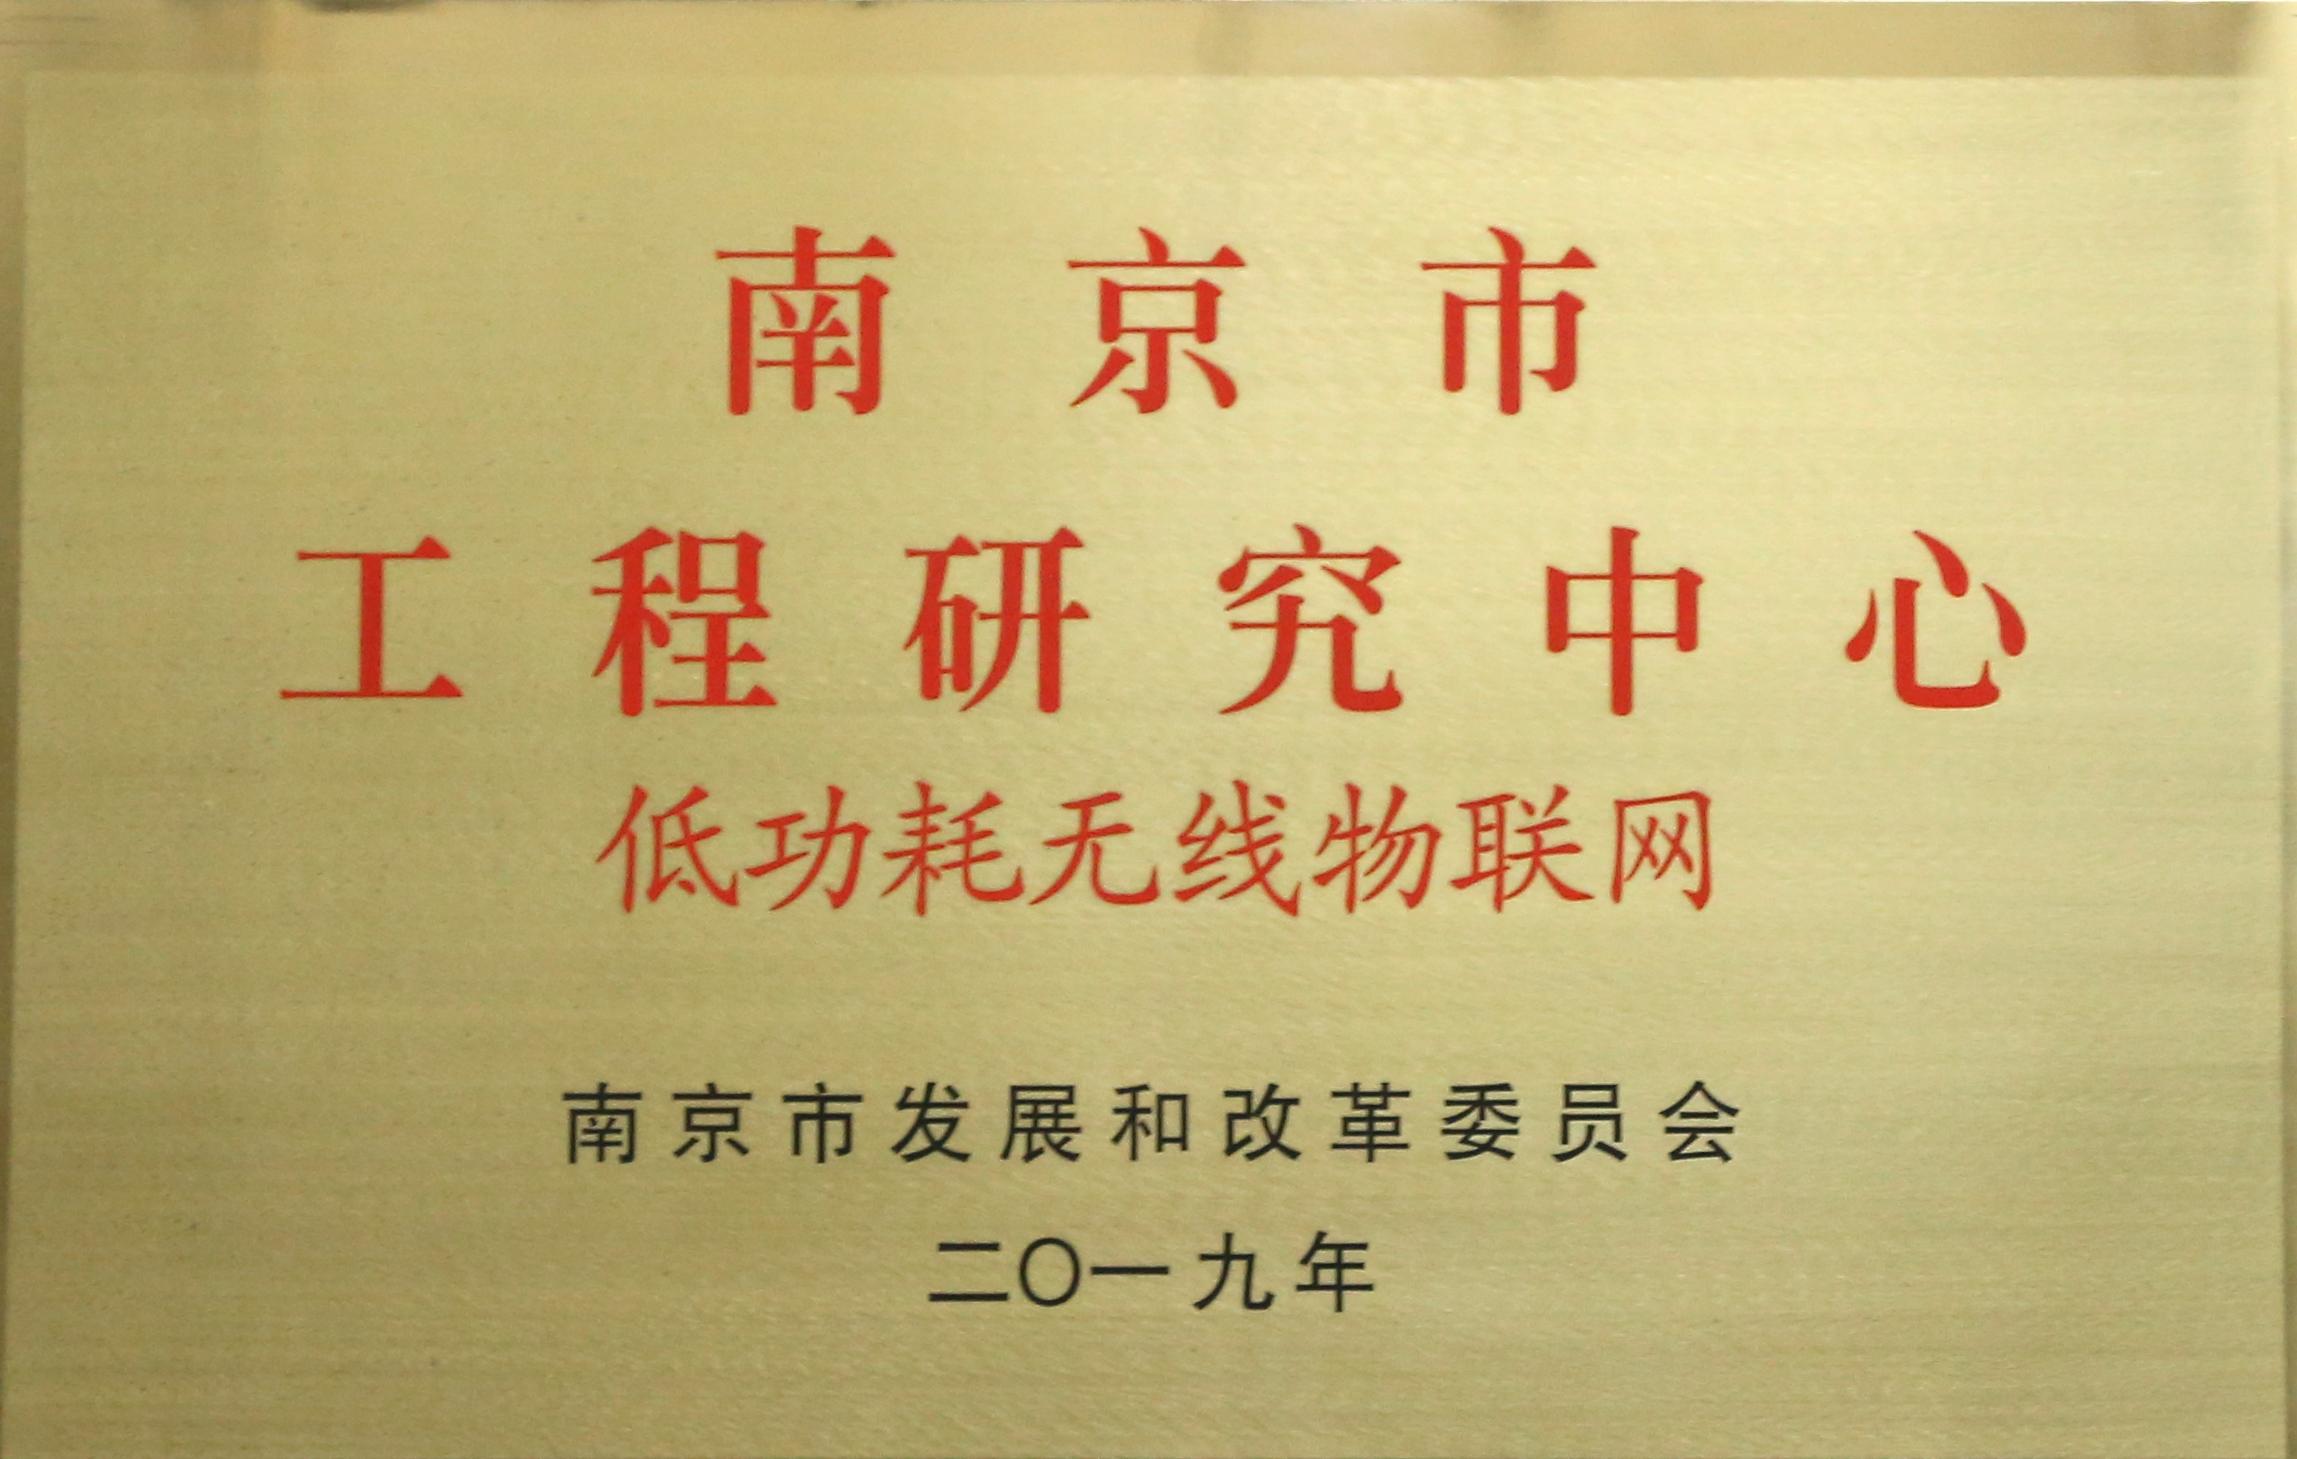 南京市
工程研究中心
低功耗无线物联网
南京市发展和改革委员会
二〇一九年